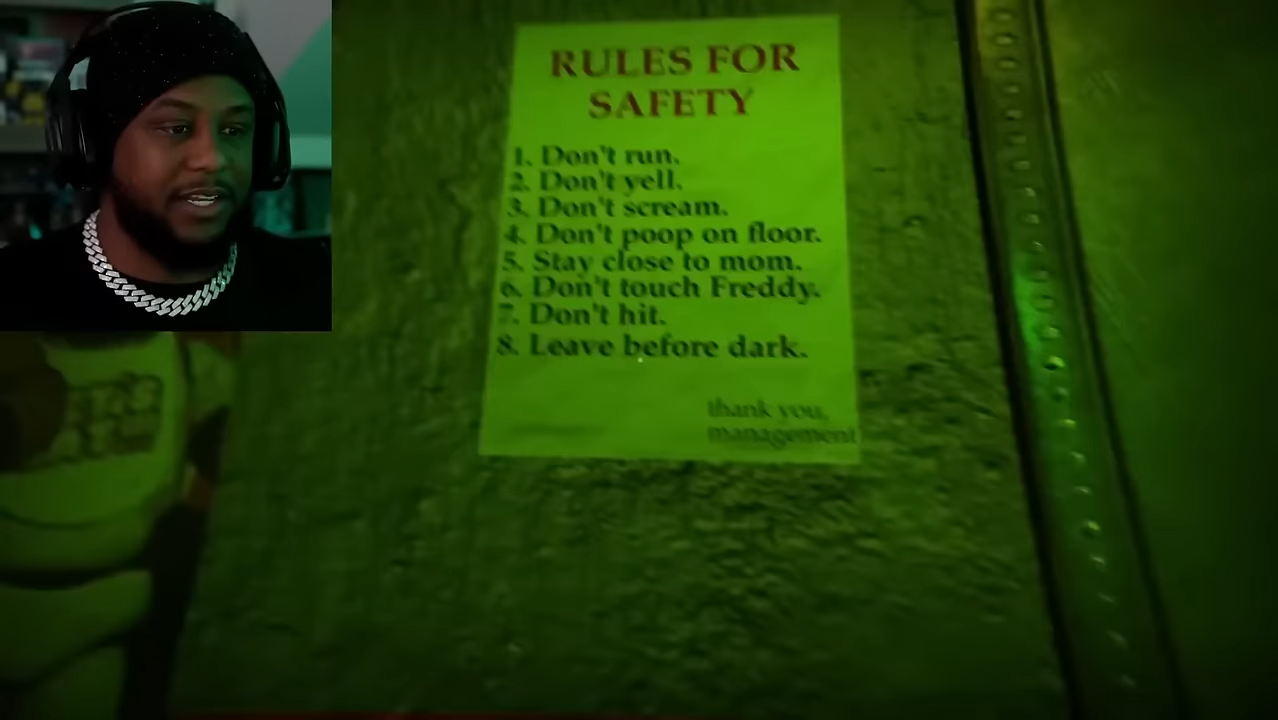 RULES FOR
SAFETY
1. Don't run.
2. Don't yell.
3. Don't scream.
4. Don't poop on floor.
5. Stay close to mom.
6. Don't touch Freddy.
7. Don't hit.
8. Leave before dark.
thank you,
management